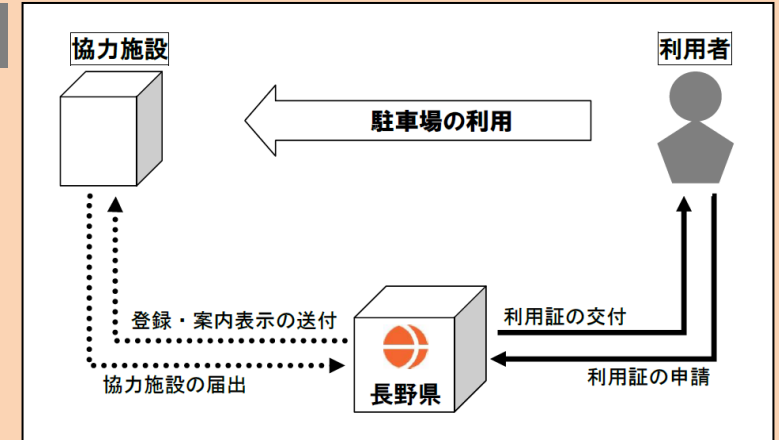 協力施設
利用者
駐車場の利用
登録・案内表示の送付
利用証の交付
協力施設の届出
長野県
利用証の申請